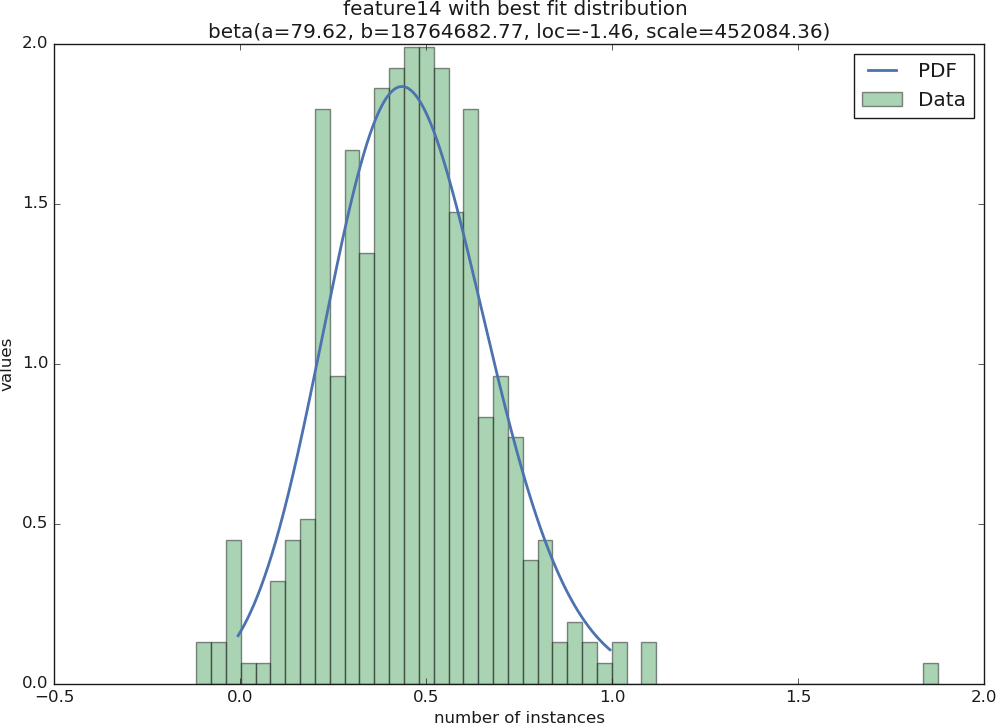 feature14 with best fit distribution
beta(a=79.62, b=18764682.77, loc=-1.46, scale=452084.36)
2.0
1.5
1.0
0.5
0.0
values
PDF
Data
−0.5 0.0 0.5 1.0 1.5 2.0
number of instances